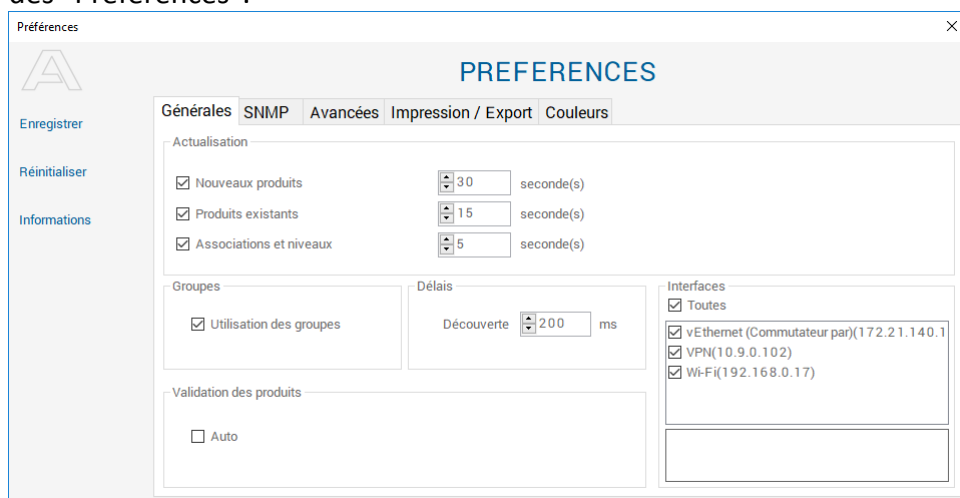 des "Préférences".
Préférences
PREFERENCES
Enregistrer
Réinitialiser
Informations
Générales SNMP Avancées Impression / Export Couleurs
Actualisation
Nouveaux produits 30 seconde(s)
Produits existants 15 seconde(s)
Associations et niveaux 5 seconde(s)
Groupes
Utilisation des groupes
Délais
Découverte 200 ms
Interfaces
Toutes
vEthernet (Commutateur par)(172.21.140.1
VPN(10.9.0.102)
Wi-Fi(192.168.0.17)
Validation des produits
Auto